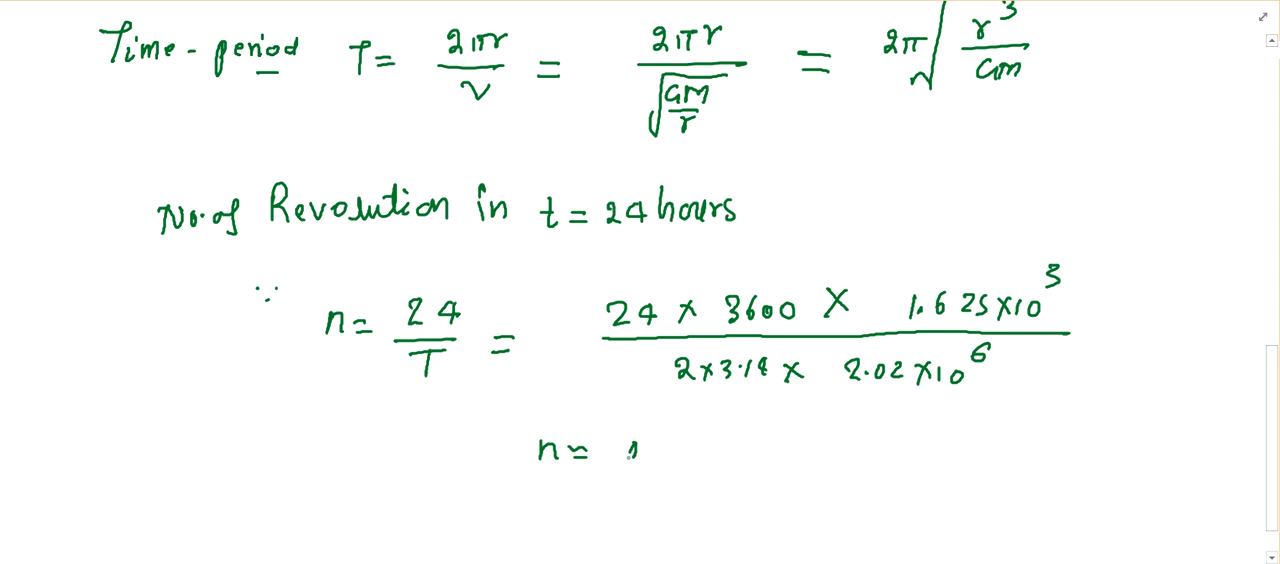 Time-period T = 2πr / v = 2πr / √(GM/r) = 2π √(r³/GM)
No. of Revolution in t = 24 hours
∵ n = 24/T = 24 × 3600 × 1.625×10³ / 2×3.14 × 2.02×10⁶
n ≈